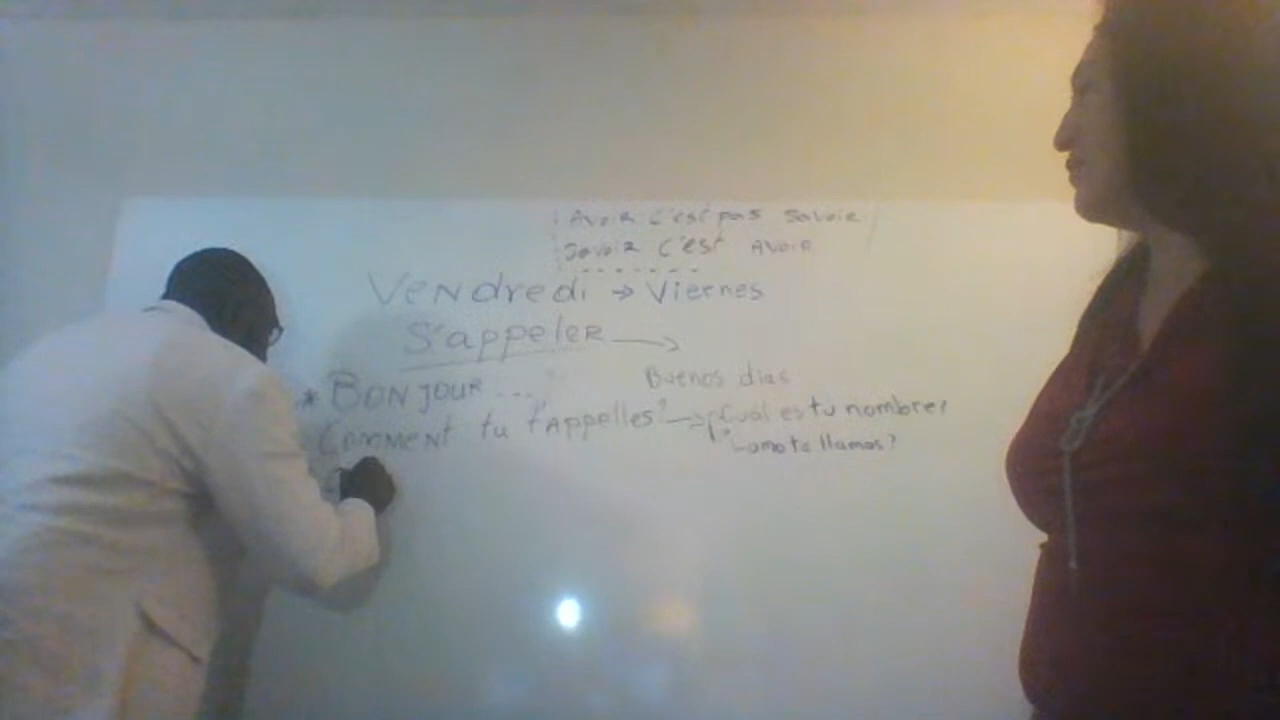 Avoir c'est pas savoir
Savoir c'est Avoir
Vendredi → Viernes
S'appeler →
* Bonjour ... Buenos dias
Comment tu t'Appelles? → ¿Cuál es tu nombre?
¿Como te llamas?